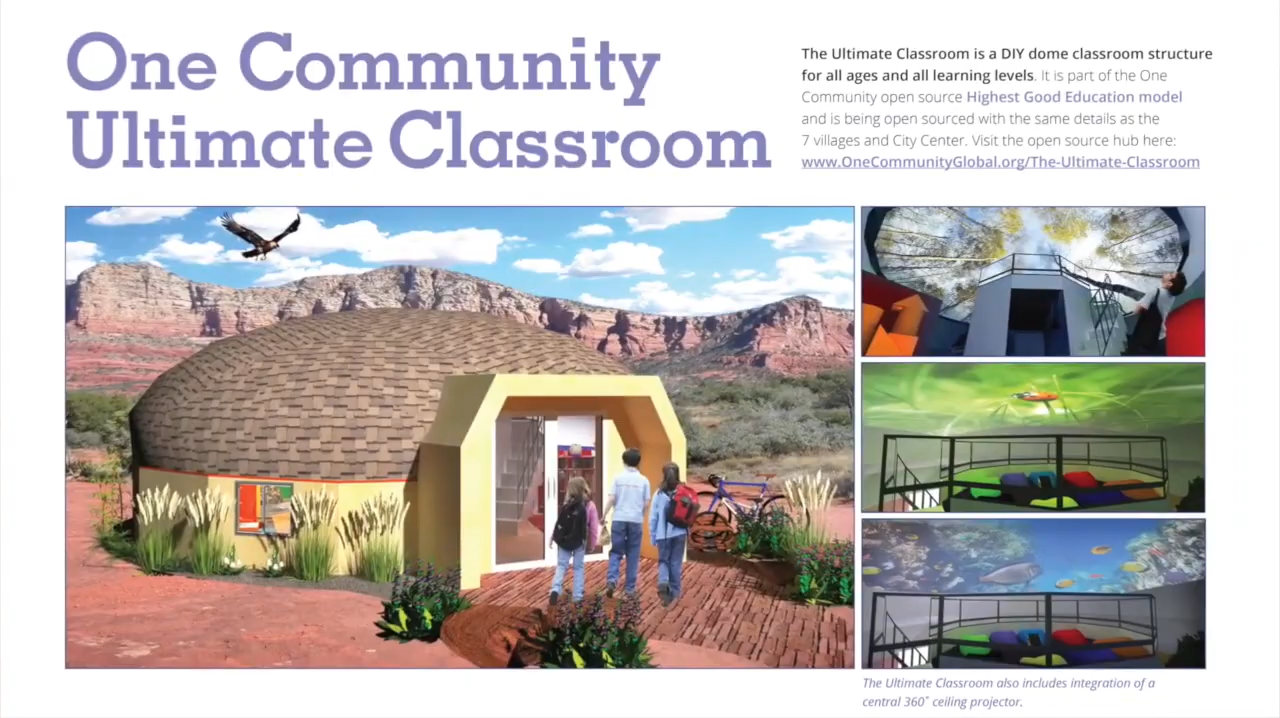 One Community
Ultimate Classroom
The Ultimate Classroom is a DIY dome classroom structure
for all ages and all learning levels. It is part of the One
Community open source Highest Good Education model
and is being open sourced with the same details as the
7 villages and City Center. Visit the open source hub here:
www.OneCommunityGlobal.org/The-Ultimate-Classroom
The Ultimate Classroom also includes integration of a
central 360˚ ceiling projector.